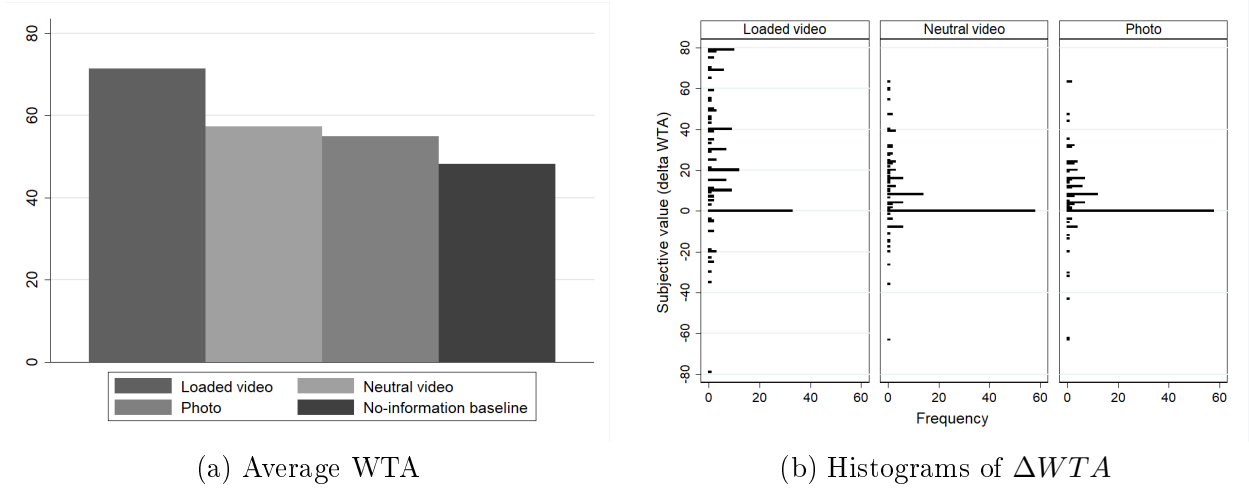 80
60
40
20
0
Loaded video
Neutral video
Photo
No-information baseline
(a) Average WTA
Loaded video
Neutral video
Photo
Subjective value (delta WTA)
80
60
40
20
0
-20
-40
-60
-80
0 20 40 60
0 20 40 60
0 20 40 60
Frequency
(b) Histograms of ΔWTA